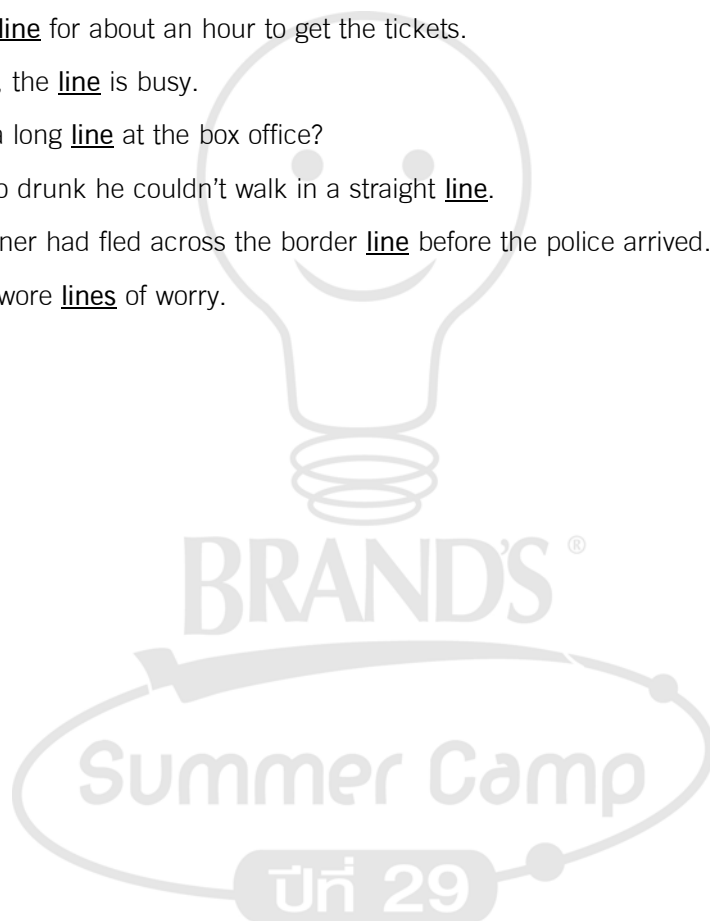 line for about an hour to get the tickets.
, the line is busy.
long line at the box office?
drunk he couldn't walk in a straight line.
had fled across the border line before the police arrived.
wore lines of worry.
BRAND'S ®
Summer Camp
ปีที่ 29